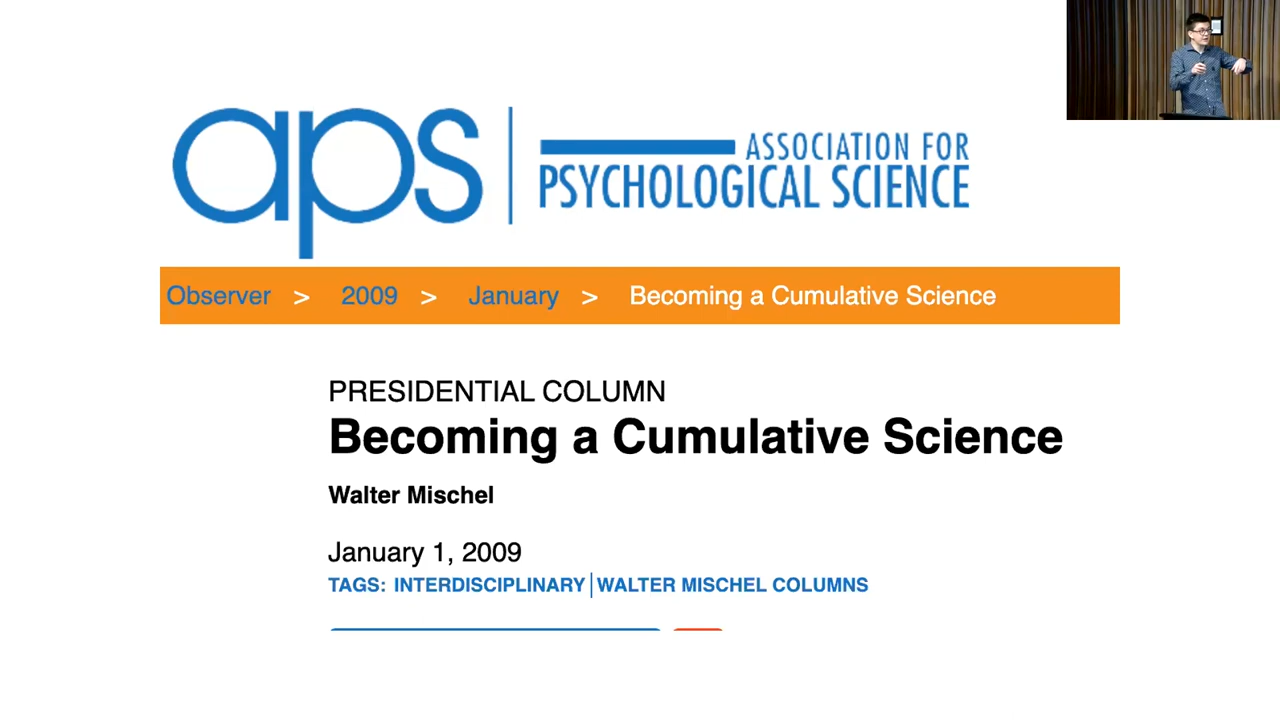 aps
ASSOCIATION FOR
PSYCHOLOGICAL SCIENCE
Observer > 2009 > January > Becoming a Cumulative Science
PRESIDENTIAL COLUMN
Becoming a Cumulative Science
Walter Mischel
January 1, 2009
TAGS: INTERDISCIPLINARY | WALTER MISCHEL COLUMNS